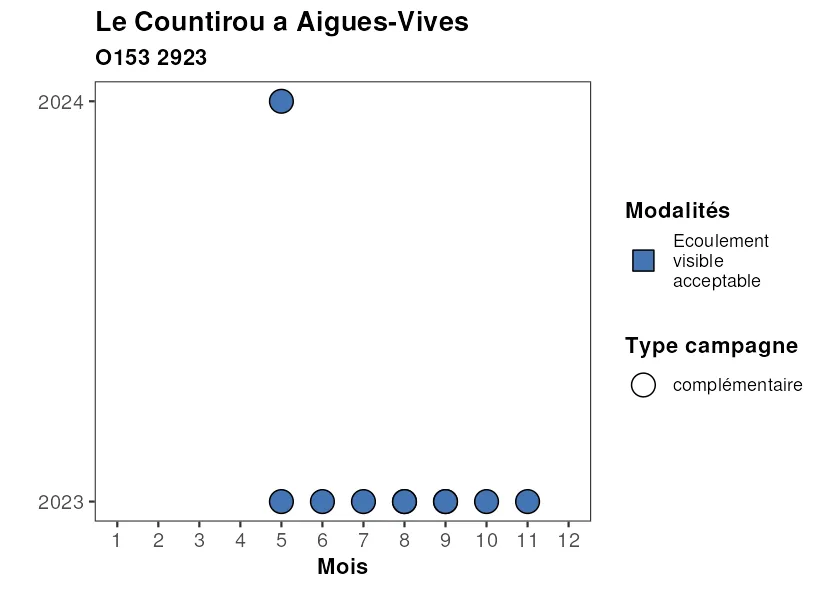 Le Countirou a Aigues-Vives
O153 2923
2024
2023
1 2 3 4 5 6 7 8 9 10 11 12
Mois
Modalités
Ecoulement
visible
acceptable
Type campagne
complémentaire